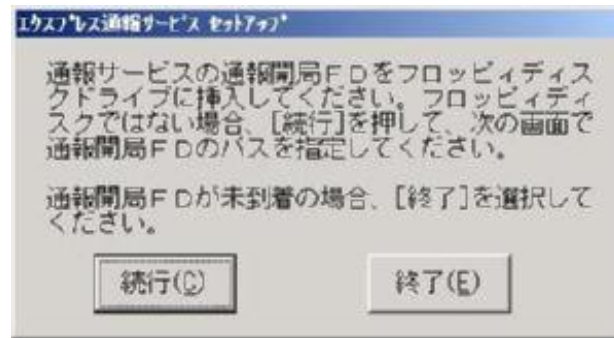 ｴｸｽﾌﾟﾚｽ通報ｻｰﾋﾞｽ ｾｯﾄｱｯﾌﾟ
通報サービスの通報開局ＦＤをフロッピィディス
クドライブに挿入してください。フロッピィディ
スクではない場合、[続行]を押して、次の画面で
通報開局ＦＤのパスを指定してください。
通報開局ＦＤが未到着の場合、[終了]を選択して
ください。
続行(C) 終了(E)